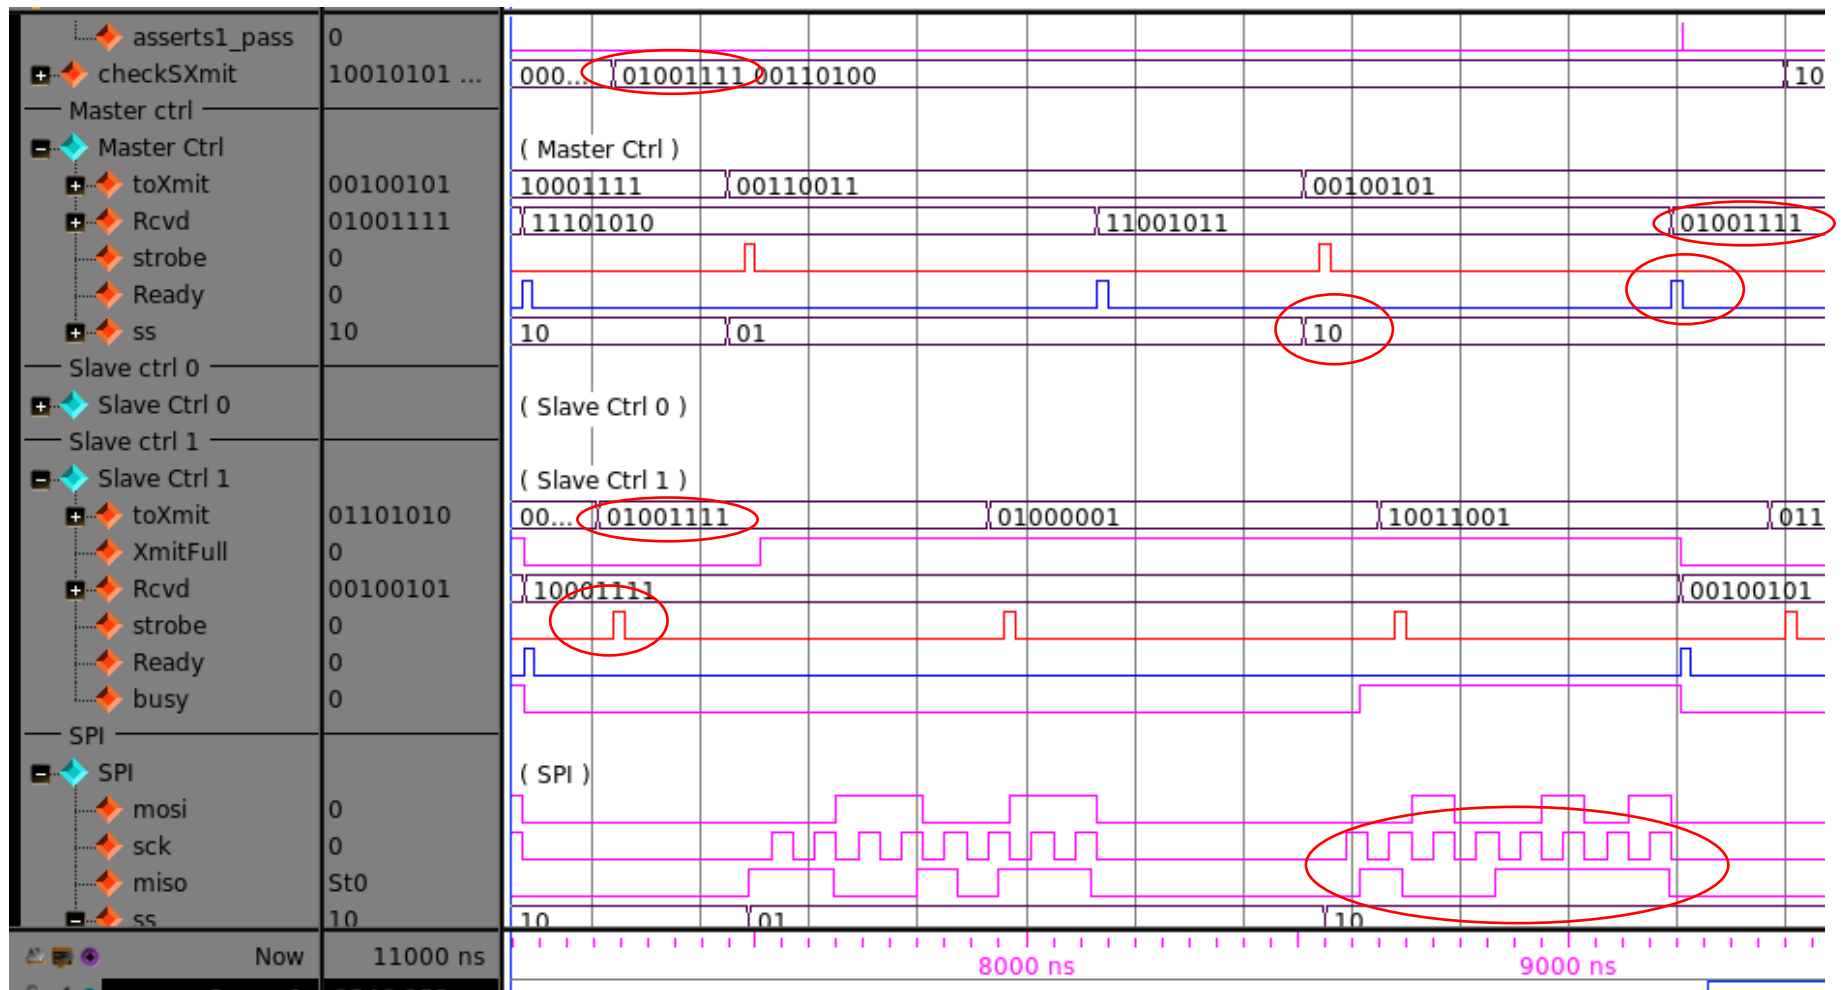 asserts1_pass 0
checkSXmit 10010101 ... 000... 01001111 00110100 10
Master ctrl
Master Ctrl ( Master Ctrl )
toXmit 00100101 10001111 00110011 00100101
Rcvd 01001111 11101010 11001011 01001111
strobe 0
Ready 0
ss 10 10 01 10
Slave ctrl 0
Slave Ctrl 0 ( Slave Ctrl 0 )
Slave ctrl 1
Slave Ctrl 1 ( Slave Ctrl 1 )
toXmit 01101010 00... 01001111 01000001 10011001 011
XmitFull 0
Rcvd 00100101 10001111 00100101
strobe 0
Ready 0
busy 0
SPI
SPI ( SPI )
mosi 0
sck 0
miso St0
ss 10 10 01 10
Now 11000 ns 8000 ns 9000 ns